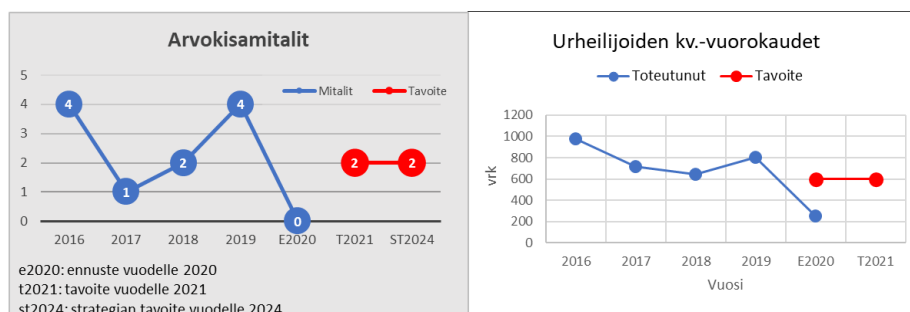 Arvokisamitalit
Mitalit
Tavoite
5
4
3
2
1
0
4
1
2
4
0
2
2
2016 2017 2018 2019 E2020 T2021 ST2024
e2020: ennuste vuodelle 2020
t2021: tavoite vuodelle 2021
st2024: strategian tavoite vuodelle 2024
Urheilijoiden kv.-vuorokaudet
Toteutunut
Tavoite
1200
1000
800
600
400
200
0
vrk
2016 2017 2018 2019 E2020 T2021
Vuosi